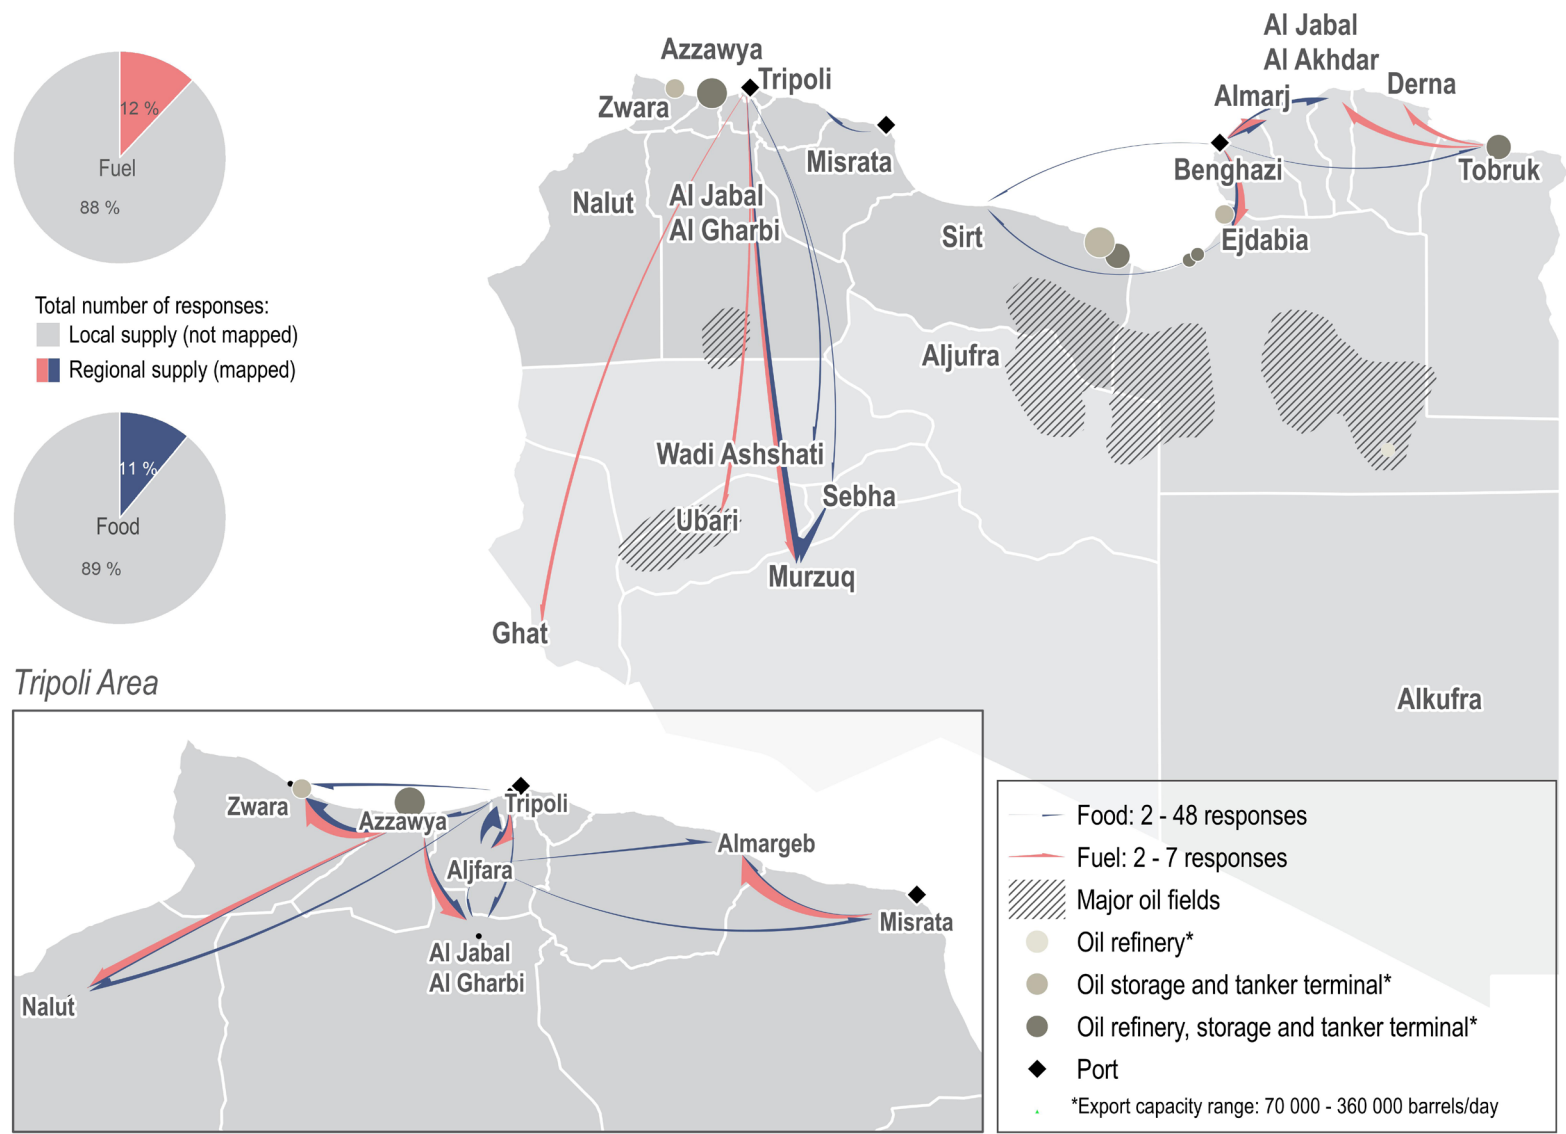 Al Jabal
Al Akhdar
Azzawya
Tripoli
Zwara
Almarj
Derna
12 %
Fuel
88 %
Misrata
Benghazi
Tobruk
Nalut
Al Jabal
Al Gharbi
Sirt
Ejdabia
Total number of responses:
Local supply (not mapped)
Regional supply (mapped)
Aljufra
11 %
Food
89 %
Wadi Ashshati
Sebha
Ubari
Murzuq
Ghat
Alkufra
Tripoli Area
Zwara
Azzawya
Tripoli
Almargeb
Aljfara
Misrata
Al Jabal
Al Gharbi
Nalut
Food: 2 - 48 responses
Fuel: 2 - 7 responses
Major oil fields
Oil refinery*
Oil storage and tanker terminal*
Oil refinery, storage and tanker terminal*
Port
*Export capacity range: 70 000 - 360 000 barrels/day